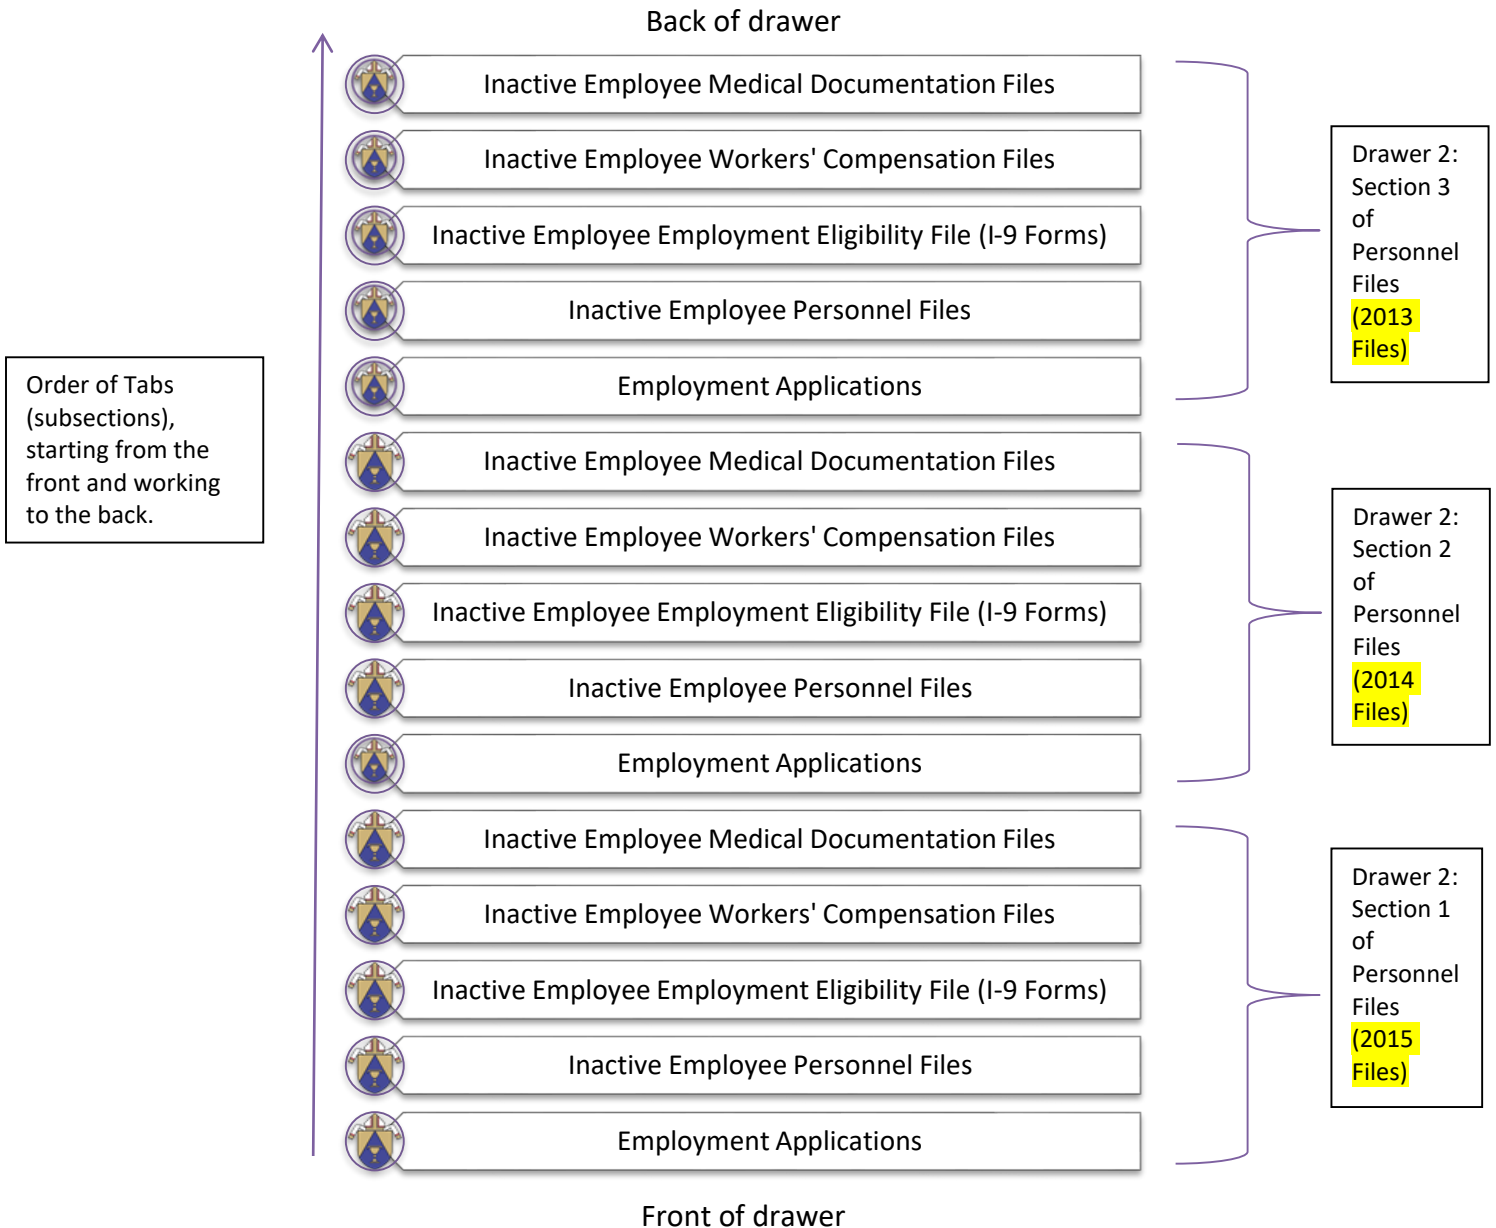 Back of drawer
Inactive Employee Medical Documentation Files
Inactive Employee Workers' Compensation Files
Inactive Employee Employment Eligibility File (I-9 Forms)
Inactive Employee Personnel Files
Employment Applications
Drawer 2:
Section 3
of
Personnel
Files
(2013
Files)
Order of Tabs
(subsections),
starting from the
front and working
to the back.
Inactive Employee Medical Documentation Files
Inactive Employee Workers' Compensation Files
Inactive Employee Employment Eligibility File (I-9 Forms)
Inactive Employee Personnel Files
Employment Applications
Drawer 2:
Section 2
of
Personnel
Files
(2014
Files)
Inactive Employee Medical Documentation Files
Inactive Employee Workers' Compensation Files
Inactive Employee Employment Eligibility File (I-9 Forms)
Inactive Employee Personnel Files
Employment Applications
Drawer 2:
Section 1
of
Personnel
Files
(2015
Files)
Front of drawer